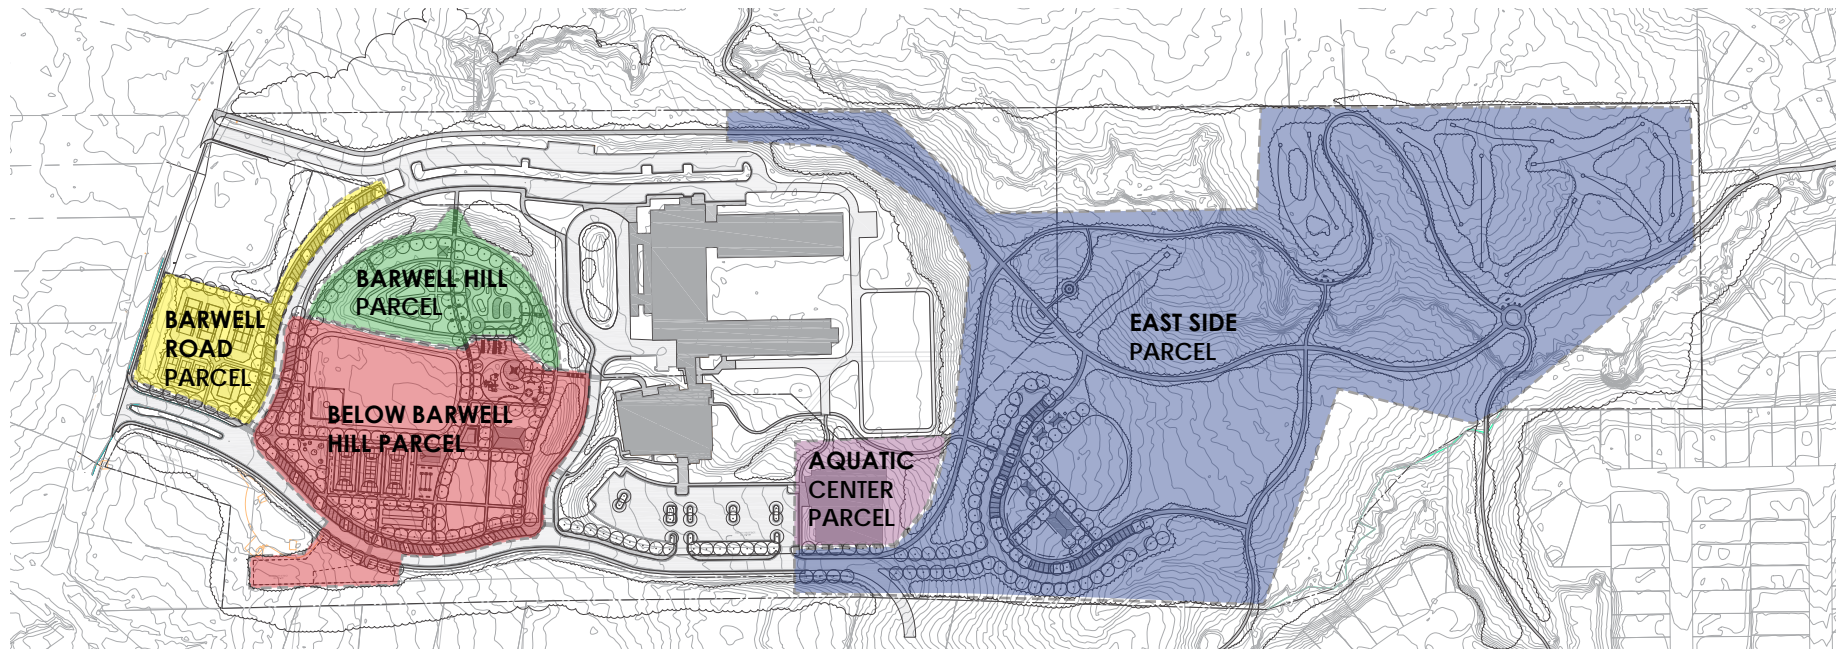 BARWELL HILL
PARCEL
BARWELL
ROAD
PARCEL
BELOW BARWELL
HILL PARCEL
AQUATIC
CENTER
PARCEL
EAST SIDE
PARCEL